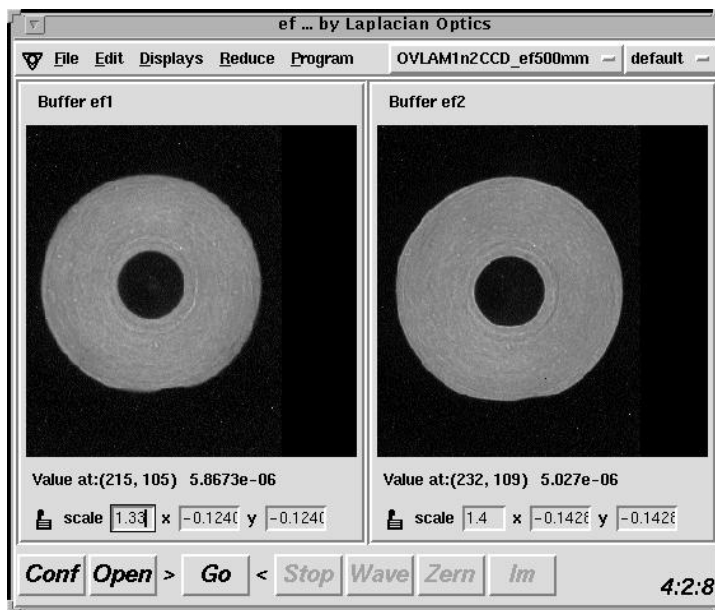 ef ... by Laplacian Optics
File Edit Displays Reduce Program OVLAM1n2CCD_ef500mm default
Buffer ef1
Buffer ef2
Value at:(215, 105) 5.8673e-06
Value at:(232, 109) 5.027e-06
scale 1.33 x -0.1240 y -0.1240
scale 1.4 x -0.1428 y -0.1428
Conf Open > Go < Stop Wave Zern Im 4:2:8